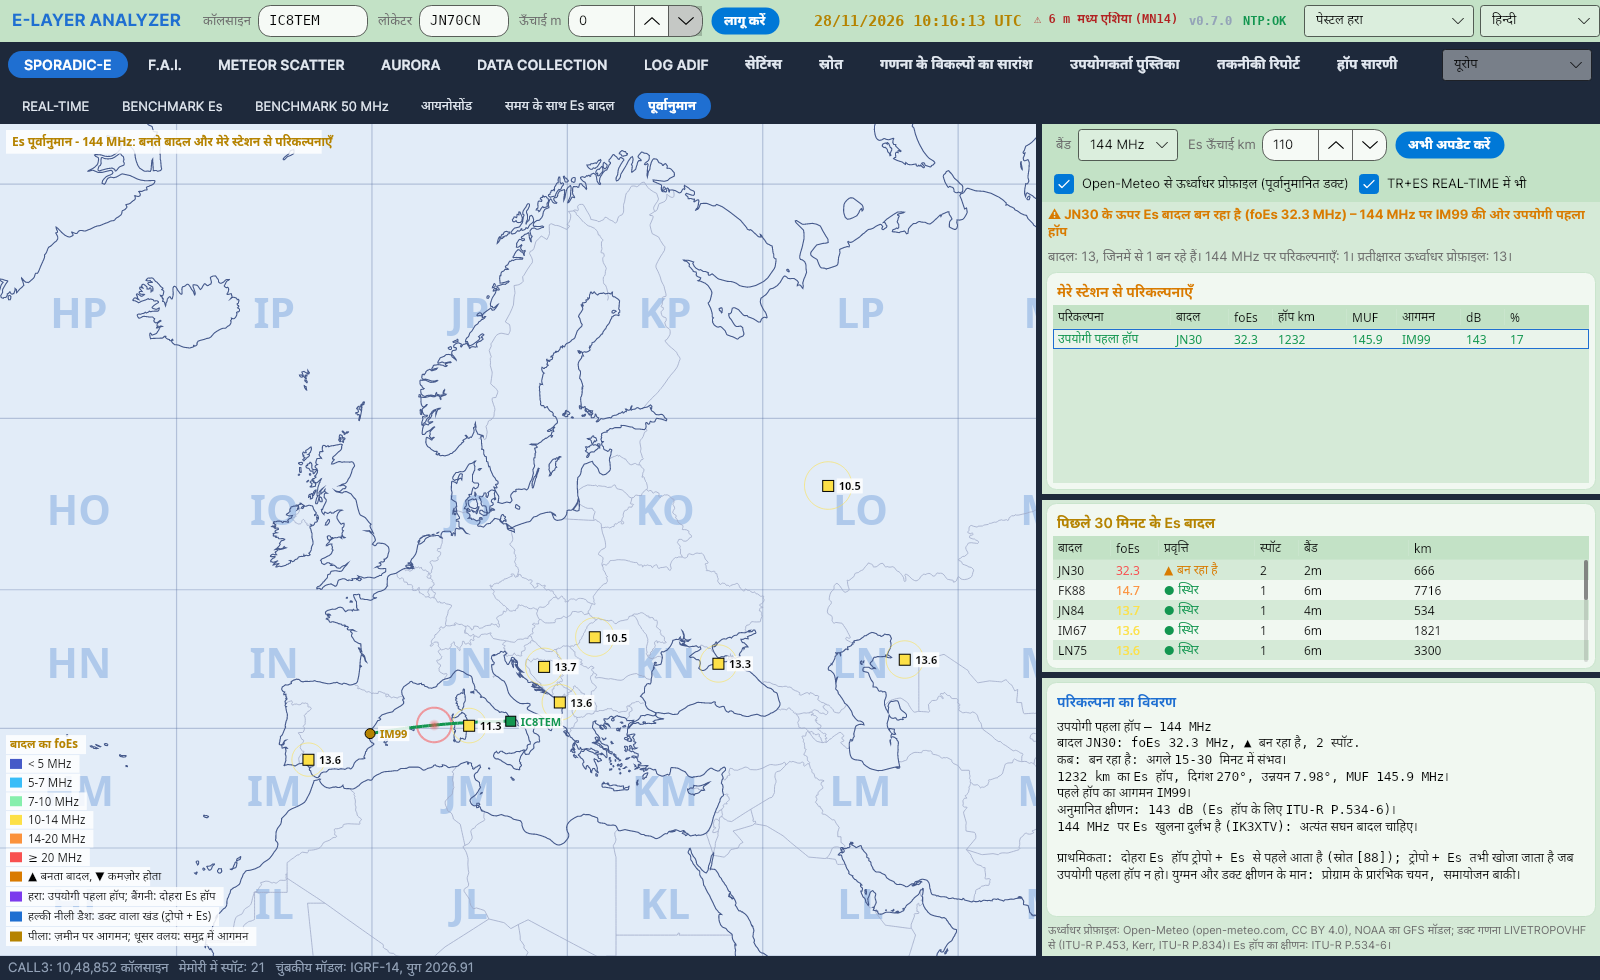 E-LAYER ANALYZER कॉलसाइन IC8TEM लोकेटर JN70CN ऊँचाई m 0 लागू करें 28/11/2026 10:16:13 UTC ⚠ 6 m मध्य एशिया (MN14) v0.7.0 NTP:OK पेस्टल हरा हिन्दी
SPORADIC-E F.A.I. METEOR SCATTER AURORA DATA COLLECTION LOG ADIF सेटिंग्स स्रोत गणना के विकल्पों का सारांश उपयोगकर्ता पुस्तिका तकनीकी रिपोर्ट हॉप सारणी यूरोप
REAL-TIME BENCHMARK Es BENCHMARK 50 MHz आयनोसोंड समय के साथ Es बादल पूर्वानुमान
Es पूर्वानुमान - 144 MHz: बनते बादल और मेरे स्टेशन से परिकल्पनाएँ
HP IP JP KP LP
HO IO JO KO LO
HN IN JN KN LN
M IM JM KM LM
IL JL KL LL
10.5
10.5
13.7
13.3
13.6
13.6
11.3
IC8TEM
IM99
13.6
बादल का foEs
< 5 MHz
5-7 MHz
7-10 MHz
10-14 MHz
14-20 MHz
≥ 20 MHz
▲ बनता बादल, ▼ कमज़ोर होता
हरा: उपयोगी पहला हॉप; बैंगनी: दोहरा Es हॉप
हल्की नीली डैश: डक्ट वाला खंड (ट्रोपो + Es)
पीला: ज़मीन पर आगमन; धूसर वलय: समुद्र में आगमन
बैंड 144 MHz Es ऊँचाई km 110 अभी अपडेट करें
Open-Meteo से ऊर्ध्वाधर प्रोफ़ाइल (पूर्वानुमानित डक्ट) TR+ES REAL-TIME में भी
⚠ JN30 के ऊपर Es बादल बन रहा है (foEs 32.3 MHz) – 144 MHz पर IM99 की ओर उपयोगी पहला
हॉप
बादल: 13, जिनमें से 1 बन रहे हैं। 144 MHz पर परिकल्पनाएँ: 1। प्रतीक्षारत ऊर्ध्वाधर प्रोफ़ाइल: 13।
मेरे स्टेशन से परिकल्पनाएँ
परिकल्पना बादल foEs हॉप km MUF आगमन dB %
उपयोगी पहला हॉप JN30 32.3 1232 145.9 IM99 143 17
पिछले 30 मिनट के Es बादल
बादल foEs प्रवृत्ति स्पॉट बैंड km
JN30 32.3 ▲ बन रहा है 2 2m 666
FK88 14.7 ● स्थिर 1 6m 7716
JN84 13.7 ● स्थिर 1 4m 534
IM67 13.6 ● स्थिर 1 6m 1821
LN75 13.6 ● स्थिर 1 6m 3300
परिकल्पना का विवरण
उपयोगी पहला हॉप — 144 MHz
बादल JN30: foEs 32.3 MHz, ▲ बन रहा है, 2 स्पॉट.
कब: बन रहा है: अगले 15-30 मिनट में संभव।
1232 km का Es हॉप, दिगंश 270°, उन्नयन 7.98°, MUF 145.9 MHz।
पहले हॉप का आगमन IM99।
अनुमानित क्षीणन: 143 dB (Es हॉप के लिए ITU-R P.534-6)।
144 MHz पर Es खुलना दुर्लभ है (IK3XTV): अत्यंत सघन बादल चाहिए।
प्राथमिकता: दोहरा Es हॉप ट्रोपो + Es से पहले आता है (स्रोत [88]); ट्रोपो + Es तभी खोजा जाता है जब
उपयोगी पहला हॉप न हो। युग्मन और डक्ट क्षीणन के मान: प्रोग्राम के प्रारंभिक चयन, समायोजन बाकी।
ऊर्ध्वाधर प्रोफ़ाइल: Open-Meteo (open-meteo.com, CC BY 4.0), NOAA का GFS मॉडल; डक्ट गणना LIVETROPOVHF
से (ITU-R P.453, Kerr, ITU-R P.834)। Es हॉप का क्षीणन: ITU-R P.534-6।
CALL3: 10,48,852 कॉलसाइन मेमोरी में स्पॉट: 21 चुंबकीय मॉडल: IGRF-14, युग 2026.91